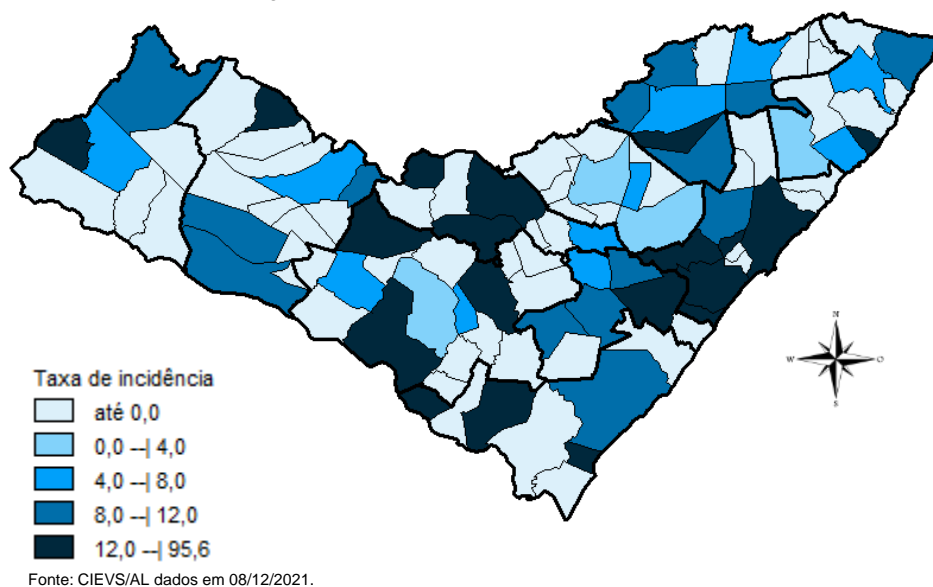 N
W
O
S
Taxa de incidência
até 0,0
0,0 --| 4,0
4,0 --| 8,0
8,0 --| 12,0
12,0 --| 95,6
Fonte: CIEVS/AL dados em 08/12/2021.